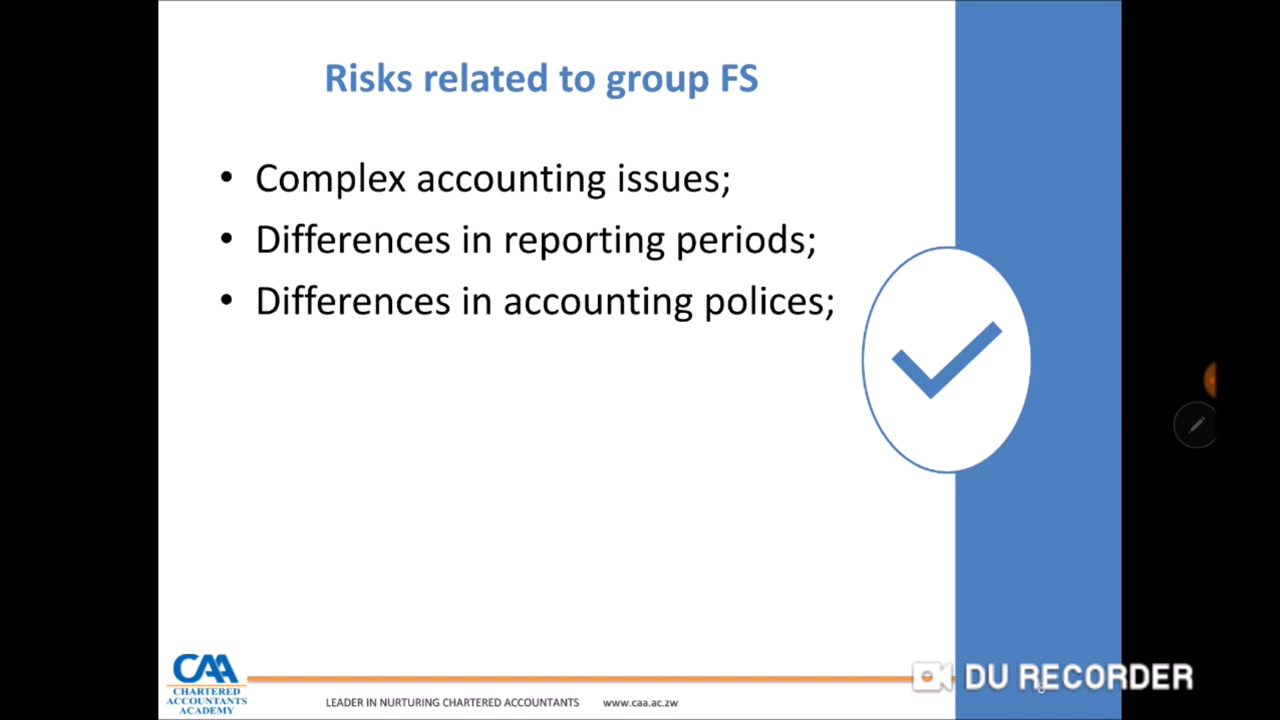 Risks related to group FS
• Complex accounting issues;
• Differences in reporting periods;
• Differences in accounting polices;
CAA
CHARTERED
ACCOUNTANTS
ACADEMY
LEADER IN NURTURING CHARTERED ACCOUNTANTS www.caa.ac.zw
DU RECORDER